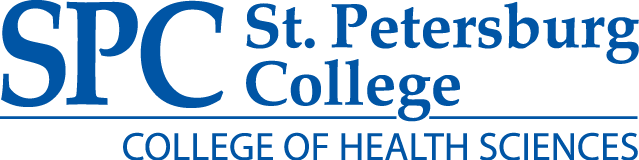 SPC St. Petersburg
College
COLLEGE OF HEALTH SCIENCES